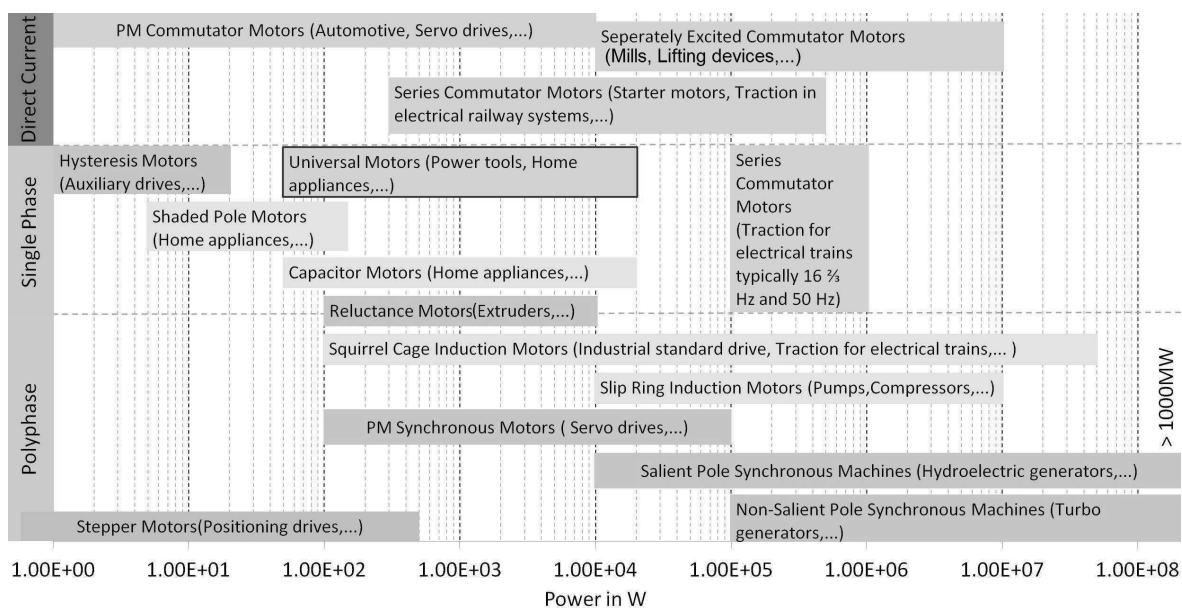 Direct Current
PM Commutator Motors (Automotive, Servo drives,...)
Seperately Excited Commutator Motors
(Mills, Lifting devices,...)
Series Commutator Motors (Starter motors, Traction in
electrical railway systems,...)
Single Phase
Hysteresis Motors
(Auxiliary drives,...)
Universal Motors (Power tools, Home
appliances,...)
Series
Commutator
Motors
(Traction for
electrical trains
typically 16 ⅔
Hz and 50 Hz)
Shaded Pole Motors
(Home appliances,...)
Capacitor Motors (Home appliances,...)
Reluctance Motors(Extruders,...)
Polyphase
Squirrel Cage Induction Motors (Industrial standard drive, Traction for electrical trains,... )
Slip Ring Induction Motors (Pumps,Compressors,...)
PM Synchronous Motors ( Servo drives,...)
> 1000MW
Salient Pole Synchronous Machines (Hydroelectric generators,...)
Non-Salient Pole Synchronous Machines (Turbo
generators,...)
Stepper Motors(Positioning drives,...)
1.00E+00 1.00E+01 1.00E+02 1.00E+03 1.00E+04 1.00E+05 1.00E+06 1.00E+07 1.00E+08
Power in W